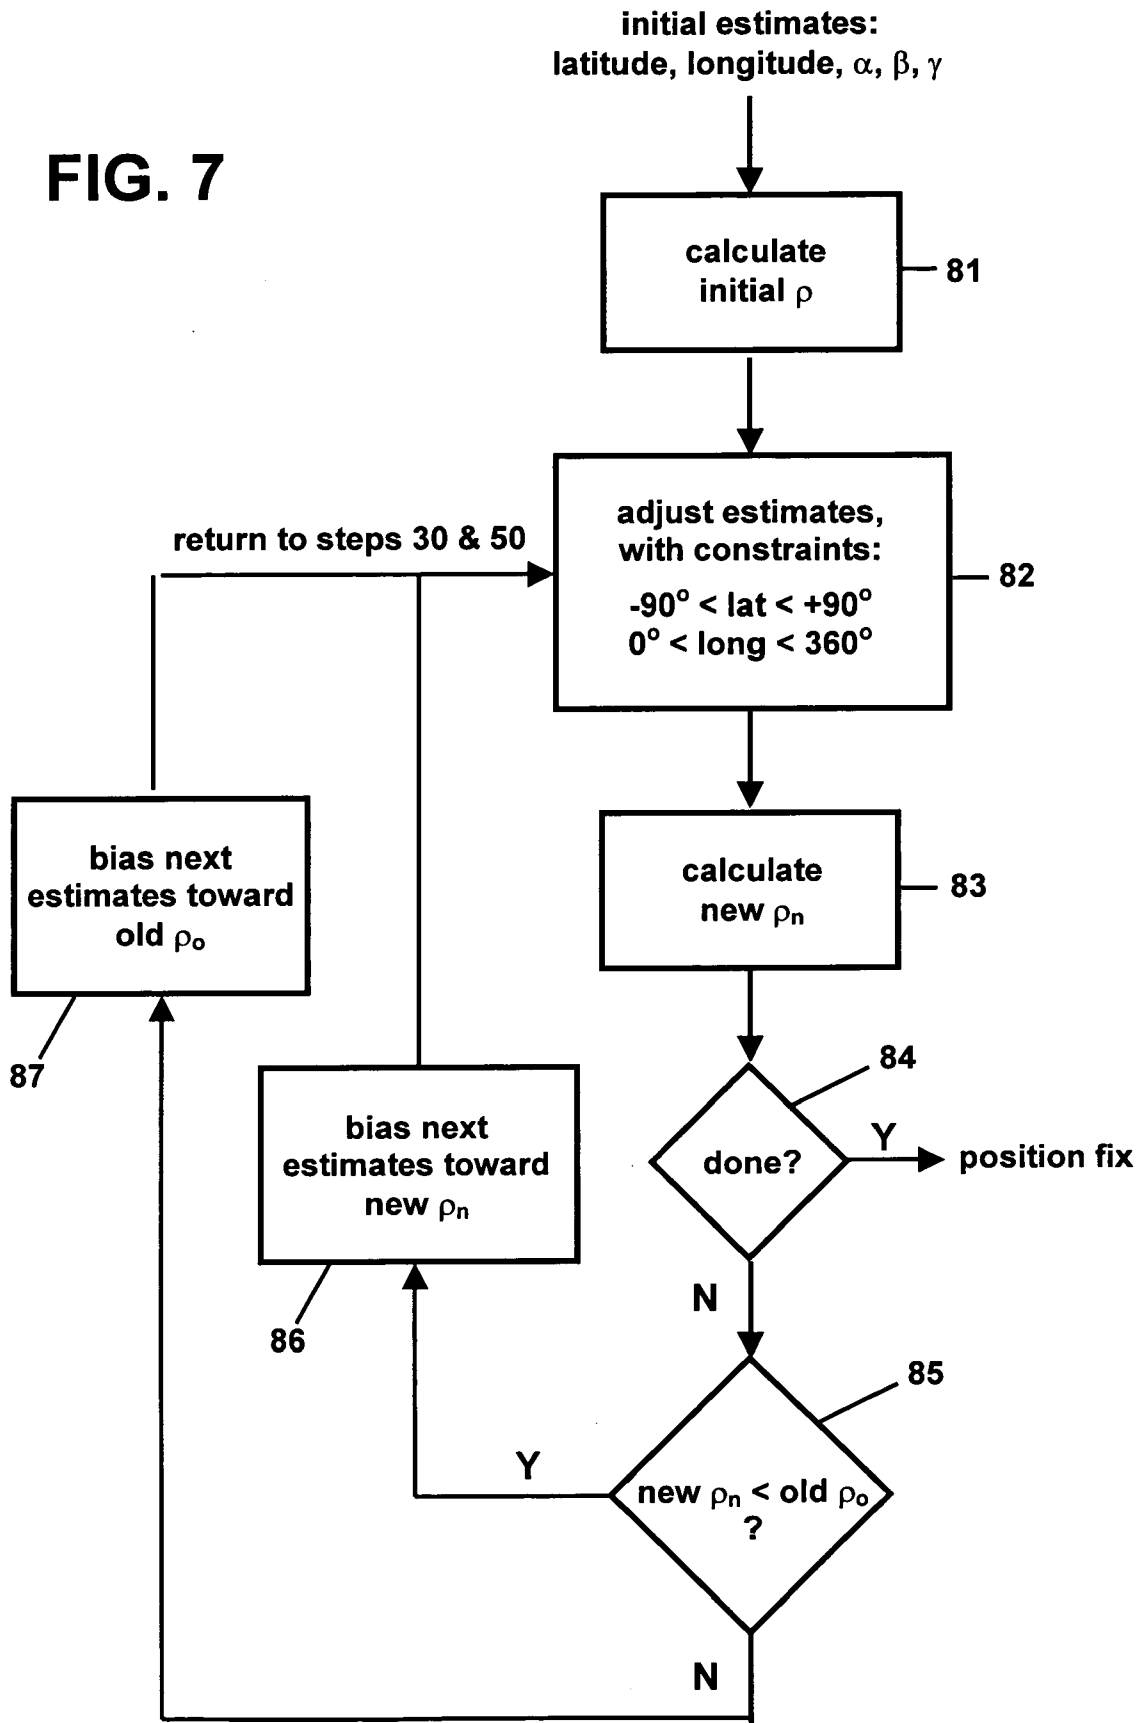 initial estimates:
latitude, longitude, α, β, γ
FIG. 7
calculate
initial ρ
81
adjust estimates,
with constraints:
-90° < lat < +90°
0° < long < 360°
82
return to steps 30 & 50
calculate
new ρn
83
bias next
estimates toward
old ρo
87
bias next
estimates toward
new ρn
86
84
done?
Y
position fix
N
85
new ρn < old ρo
?
Y
N